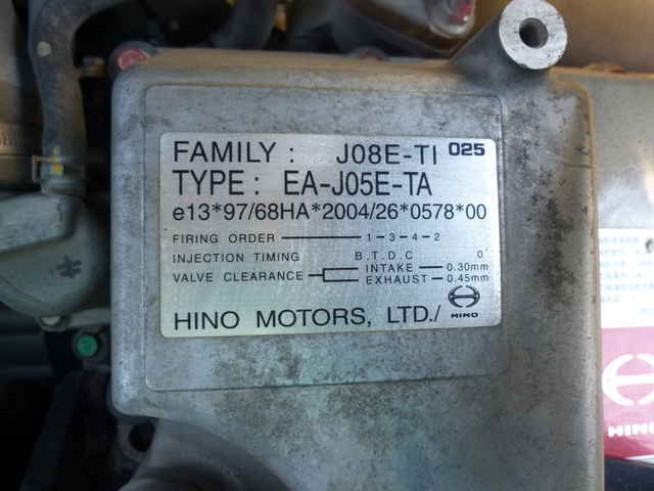 FAMILY : J08E-TI 025
TYPE : EA-J05E-TA
e13*97/68HA*2004/26*0578*00
FIRING ORDER 1-3-4-2
INJECTION TIMING B.T.D.C 0°
VALVE CLEARANCE INTAKE 0.30mm
EXHAUST 0.45mm
HINO MOTORS, LTD./ HINO
HINO